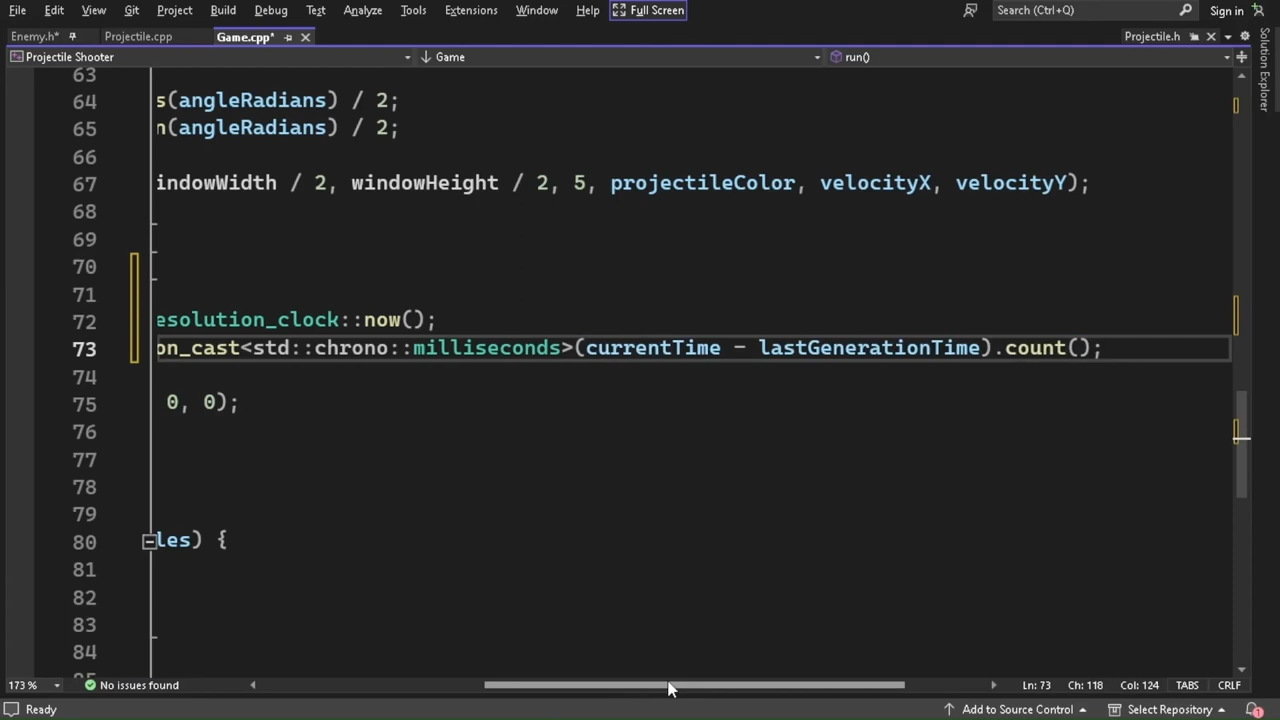 File Edit View Git Project Build Debug Test Analyze Tools Extensions Window Help Full Screen Search (Ctrl+Q) Sign in
Enemy.h* Projectile.cpp Game.cpp* Projectile.h
Projectile Shooter Game run()
Solution Explorer
63
64 s(angleRadians) / 2;
65 n(angleRadians) / 2;
66
67 indowWidth / 2, windowHeight / 2, 5, projectileColor, velocityX, velocityY);
68
69
70
71
72 esolution_clock::now();
73 on_cast<std::chrono::milliseconds>(currentTime - lastGenerationTime).count();
74
75 0, 0);
76
77
78
79
80 les) {
81
82
83
84
85
173 % No issues found Ln: 73 Ch: 118 Col: 124 TABS CRLF
Ready Add to Source Control Select Repository 1